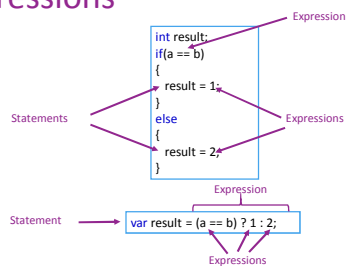 ressions
Expression
int result;
if(a == b)
{
result = 1;
}
else
{
result = 2;
}
Statements
Expressions
Expression
Statement
var result = (a == b) ? 1 : 2;
Expressions